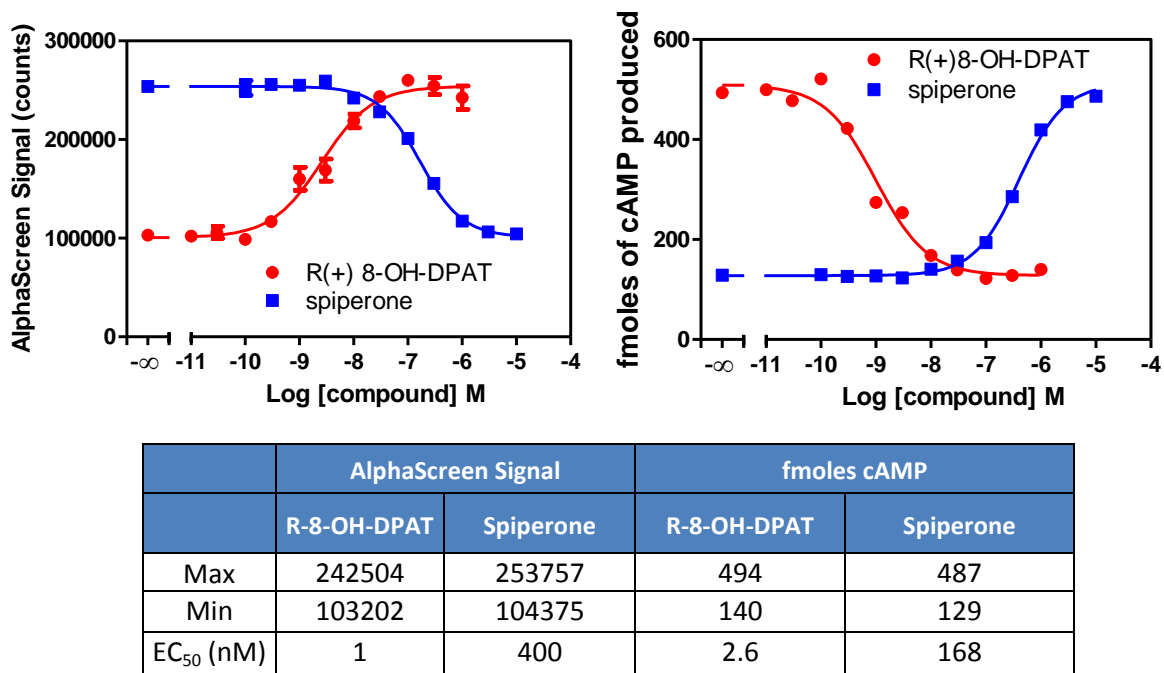 AlphaScreen Signal (counts)
300000
200000
100000
0
R(+) 8-OH-DPAT
spiperone
-∞ -11 -10 -9 -8 -7 -6 -5 -4
Log [compound] M
fmoles of cAMP produced
600
400
200
0
R(+)8-OH-DPAT
spiperone
-∞ -11 -10 -9 -8 -7 -6 -5 -4
Log [compound] M
AlphaScreen Signal fmoles cAMP
R-8-OH-DPAT Spiperone R-8-OH-DPAT Spiperone
Max 242504 253757 494 487
Min 103202 104375 140 129
EC50 (nM) 1 400 2.6 168